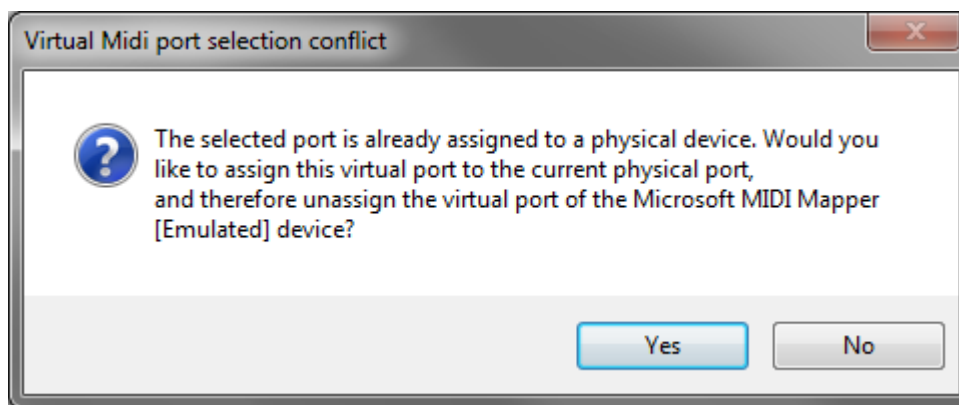 Virtual Midi port selection conflict
The selected port is already assigned to a physical device. Would you
like to assign this virtual port to the current physical port,
and therefore unassign the virtual port of the Microsoft MIDI Mapper
[Emulated] device?
Yes
No